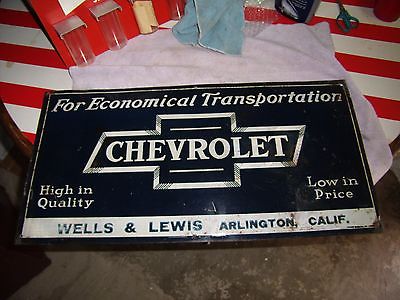 For Economical Transportation
CHEVROLET
High in
Quality
Low in
Price
WELLS & LEWIS ARLINGTON, CALIF.